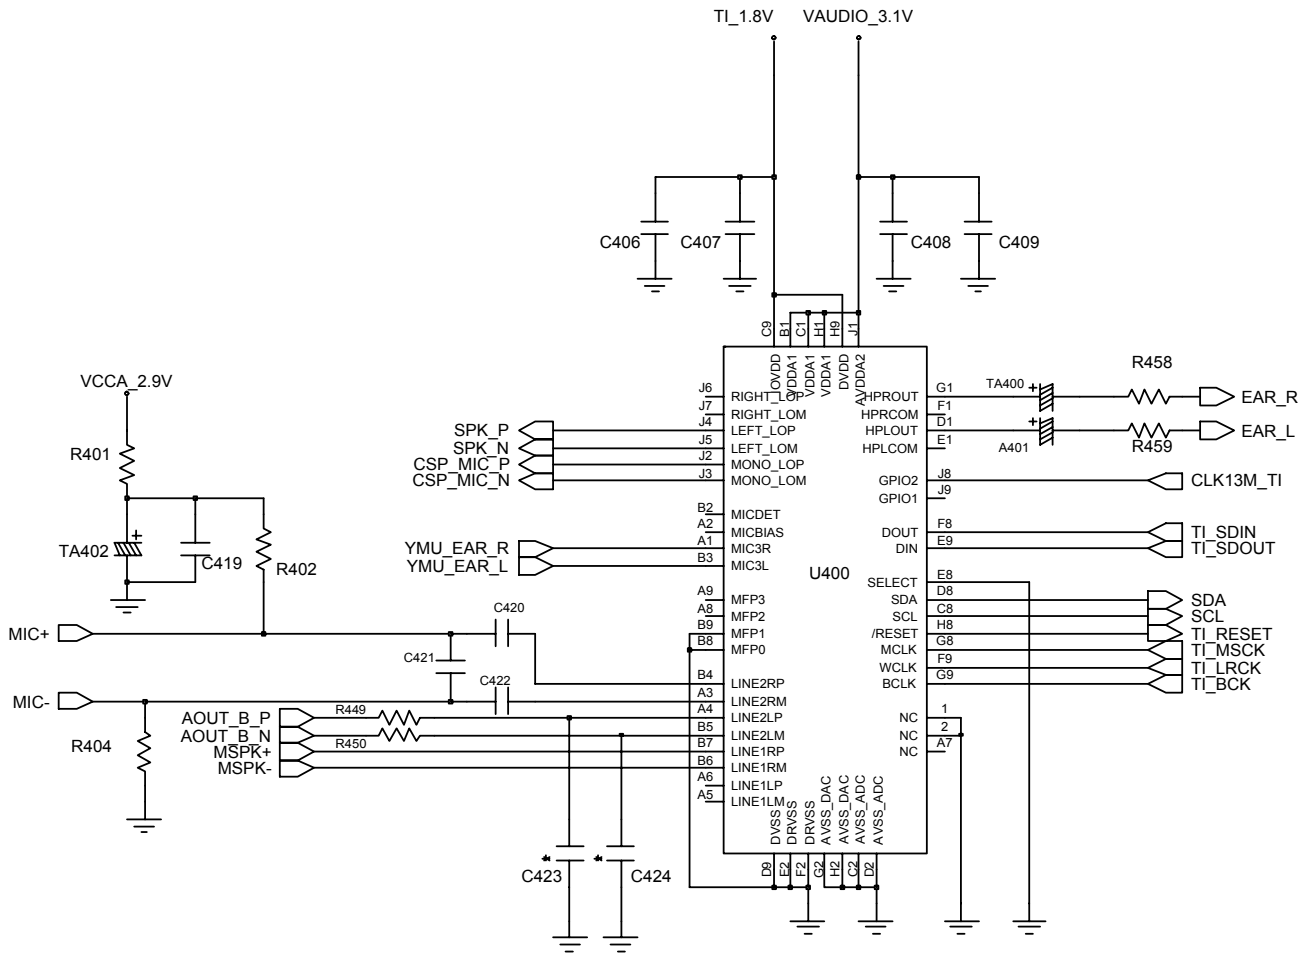 TI_1.8V
VAUDIO_3.1V
C406
C407
C408
C409
C9
B1
C1
H1
H9
J1
IOVDD
VDDA1
VDDA1
VDDA1
DVDD
AVDDA2
VCCA_2.9V
R401
TA402
C419
R402
MIC+
MIC-
R404
C420
C421
C422
SPK_P
SPK_N
CSP_MIC_P
CSP_MIC_N
YMU_EAR_R
YMU_EAR_L
AOUT_B_P
AOUT_B_N
MSPK+
MSPK-
R449
R450
C423
C424
J6 RIGHT_LOP
J7 RIGHT_LOM
J4 LEFT_LOP
J5 LEFT_LOM
J2 MONO_LOP
J3 MONO_LOM
B2 MICDET
A2 MICBIAS
A1 MIC3R
B3 MIC3L
A9 MFP3
A8 MFP2
B9 MFP1
B8 MFP0
B4 LINE2RP
A3 LINE2RM
A4 LINE2LP
B5 LINE2LM
B7 LINE1RP
B6 LINE1RM
A6 LINE1LP
A5 LINE1LM
U400
HPROUT G1
HPRCOM F1
HPLOUT D1
HPLCOM E1
GPIO2 J8
GPIO1 J9
DOUT F8
DIN E9
SELECT E8
SDA D8
SCL C8
/RESET H8
MCLK G8
WCLK F9
BCLK G9
NC 1
NC 2
NC A7
DVSS
DRVSS
DRVSS
AVSS_DAC
AVSS_DAC
AVSS_ADC
AVSS_ADC
D9
E2
F2
G2
H2
C2
D2
TA400
+
R458
EAR_R
A401
+
R459
EAR_L
CLK13M_TI
TI_SDIN
TI_SDOUT
SDA
SCL
TI_RESET
TI_MSCK
TI_LRCK
TI_BCK